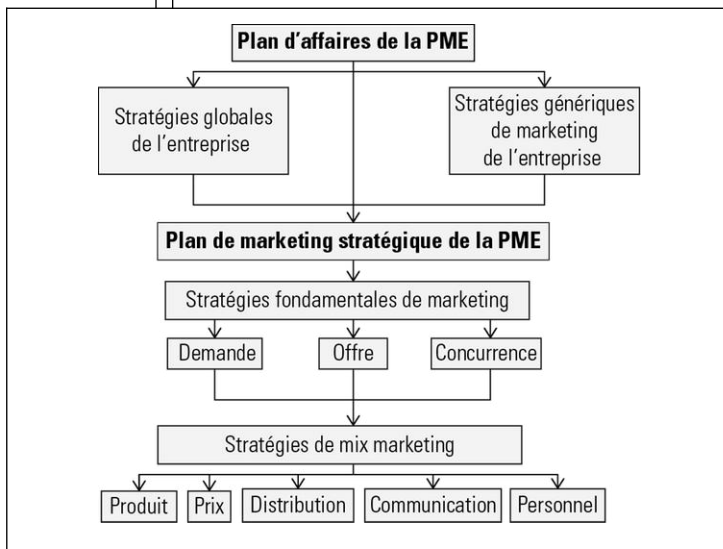 Plan d'affaires de la PME
Stratégies globales
de l'entreprise
Stratégies génériques
de marketing
de l'entreprise
Plan de marketing stratégique de la PME
Stratégies fondamentales de marketing
Demande
Offre
Concurrence
Stratégies de mix marketing
Produit
Prix
Distribution
Communication
Personnel